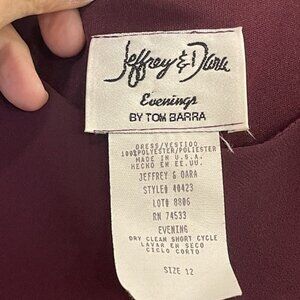 Jeffrey & Dara
Evenings
BY TOM BARRA
DRESS/VESTIDO
100%POLYESTER/POLIESTER
MADE IN U.S.A.
HECHO EN EE.UU.
JEFFREY & DARA
STYLE# 40423
LOT# 8806
RN 74533
EVENING
DRY CLEAN SHORT CYCLE
LAVAR EN SECO
CICLO CORTO
SIZE 12